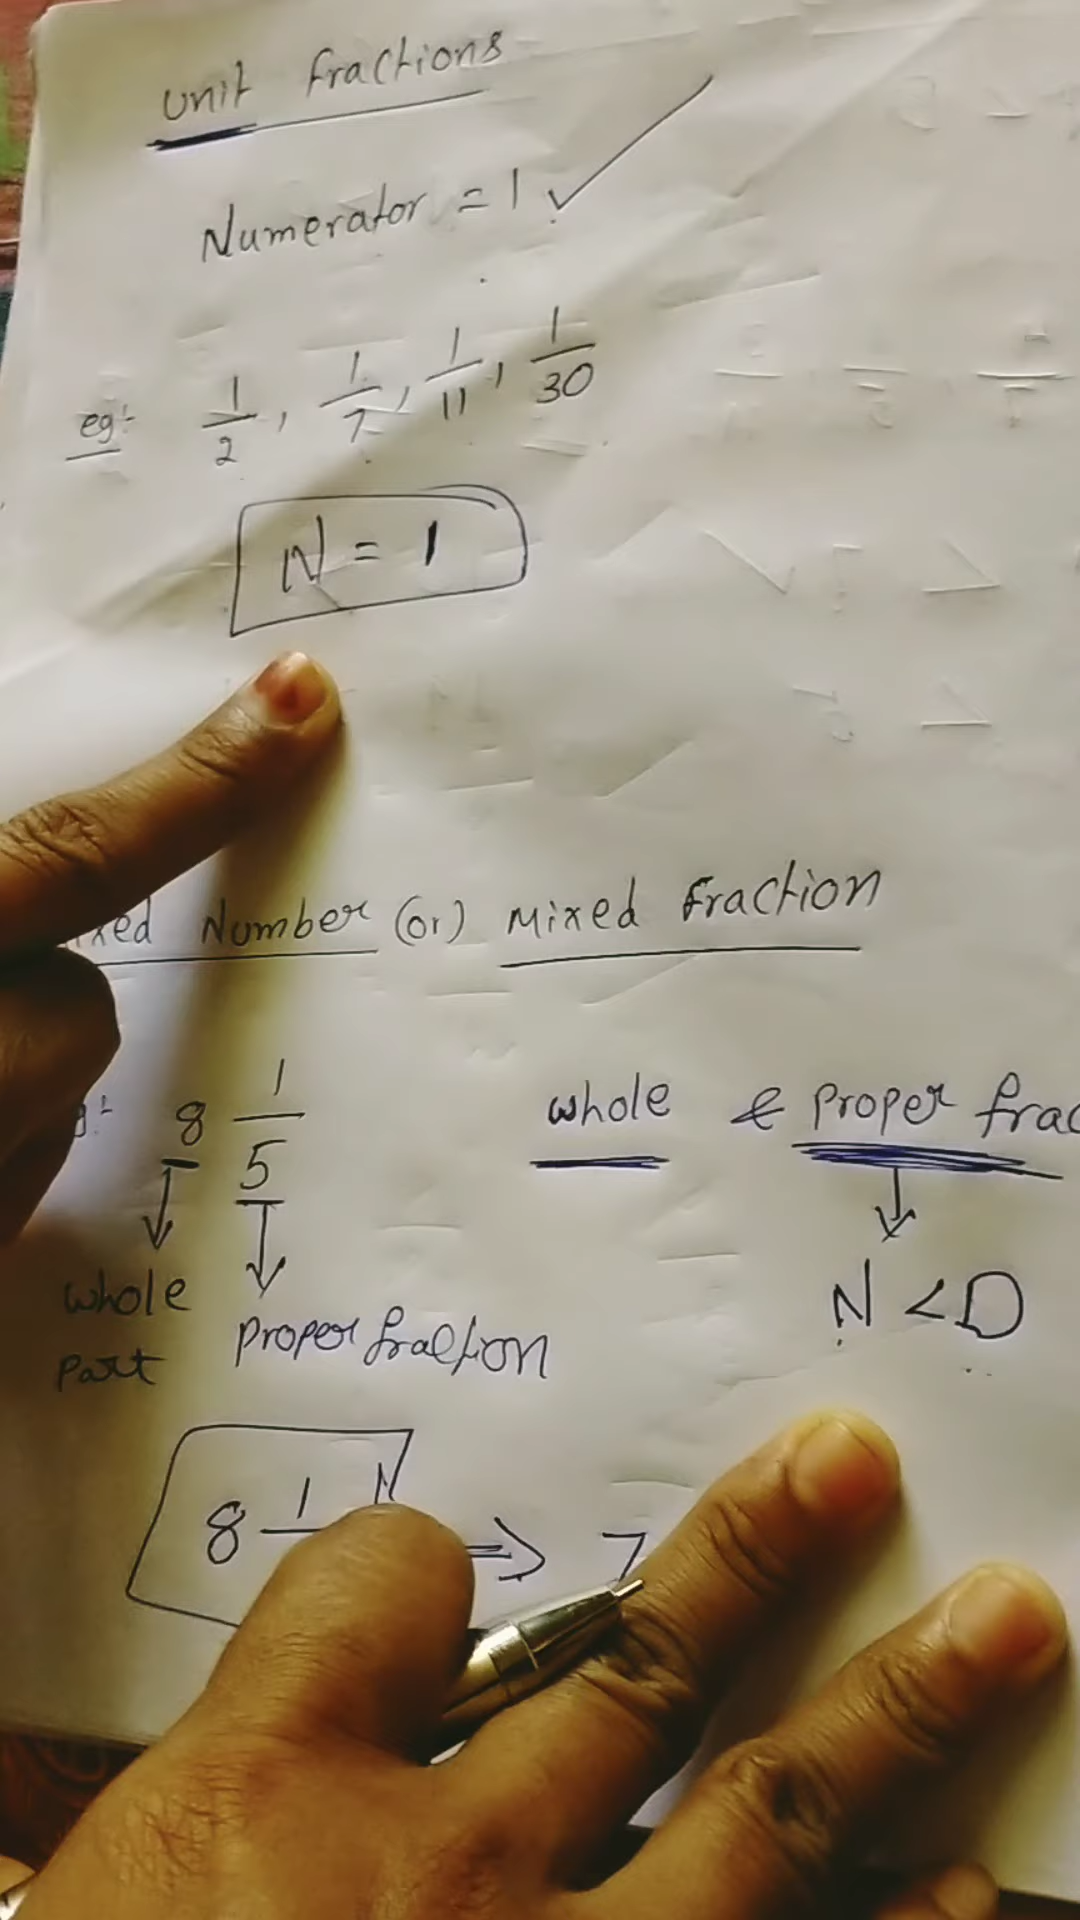 Unit fractions
Numerator = 1 ✓
eg:- 1/2, 1/7, 1/11, 1/30
N = 1
xed Number (or) Mixed Fraction
g:- 8 1/5
whole & Proper frac
N < D
whole part
Proper fraction
8 1
⇒ 7